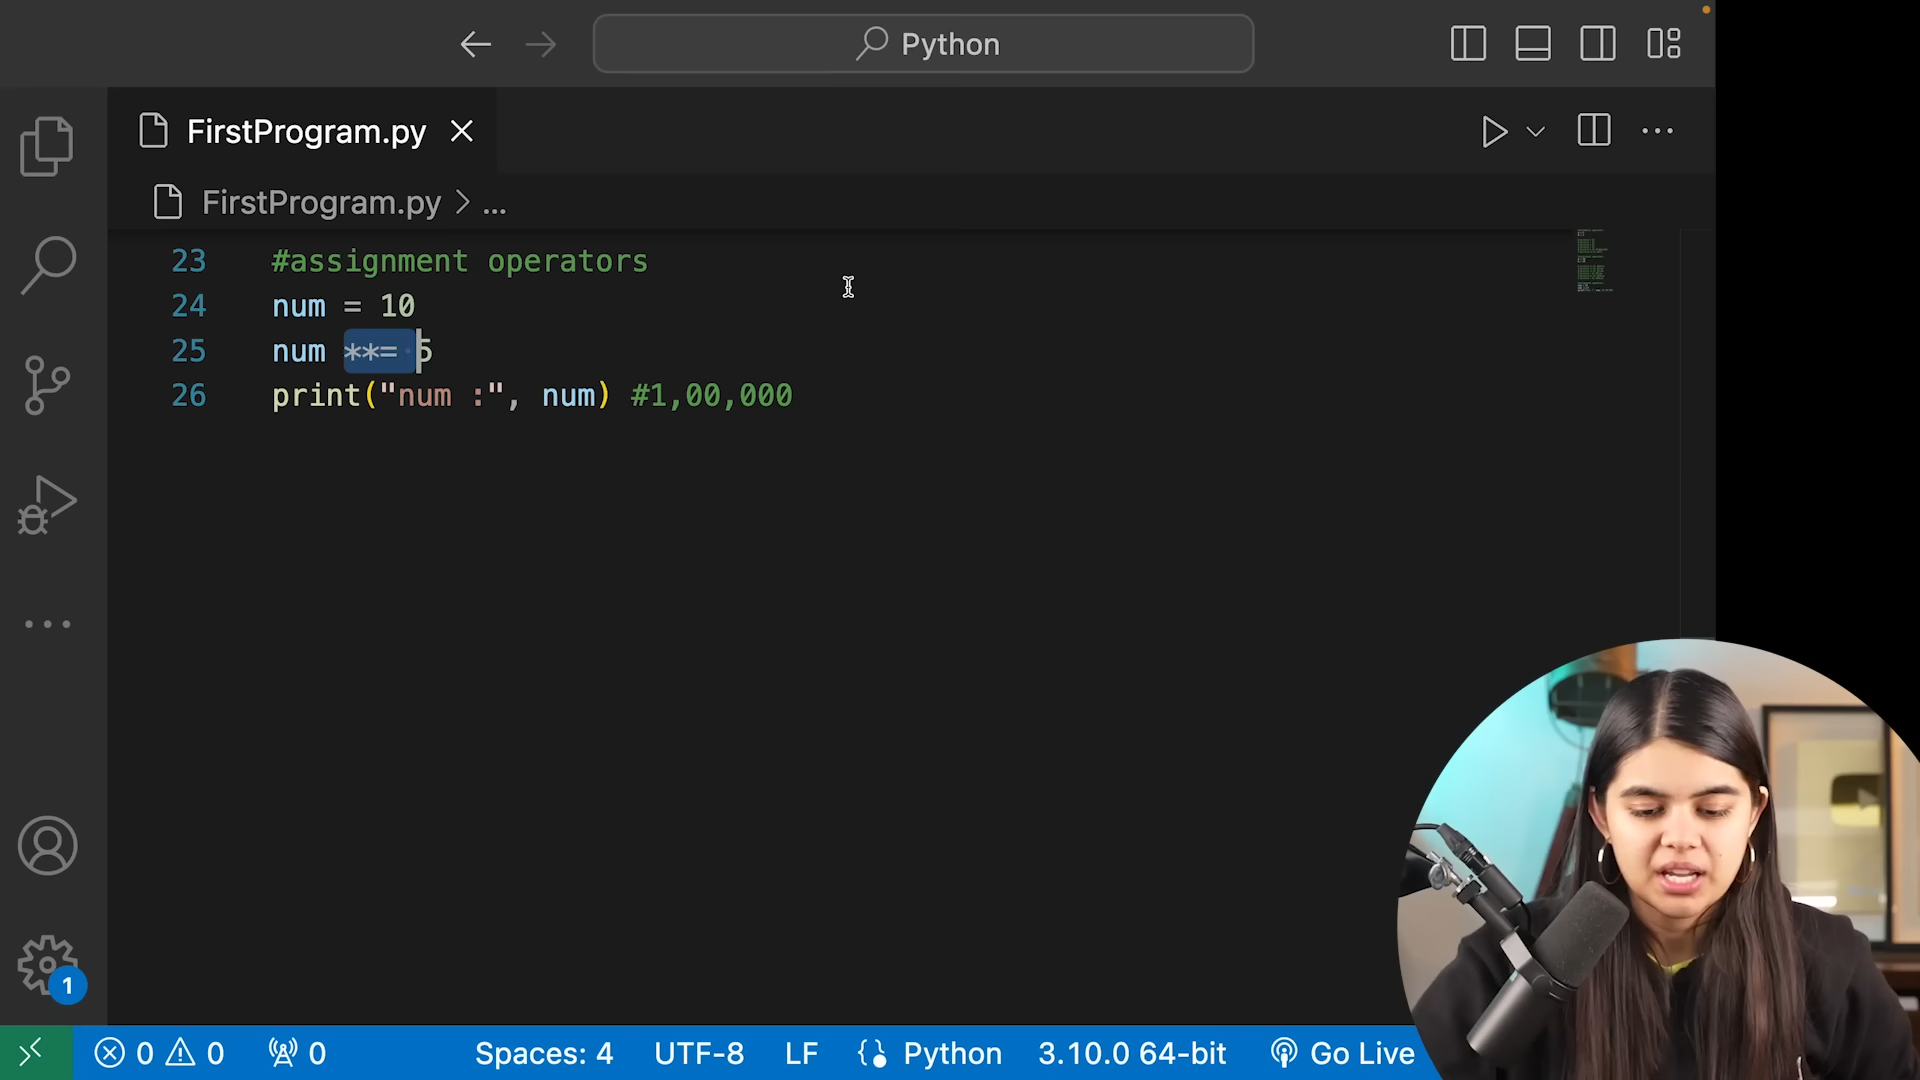 Python
FirstProgram.py
FirstProgram.py > ...
23 #assignment operators
24 num = 10
25 num **= 5
26 print("num :", num) #1,00,000
1
0 0 0 Spaces: 4 UTF-8 LF Python 3.10.0 64-bit Go Live